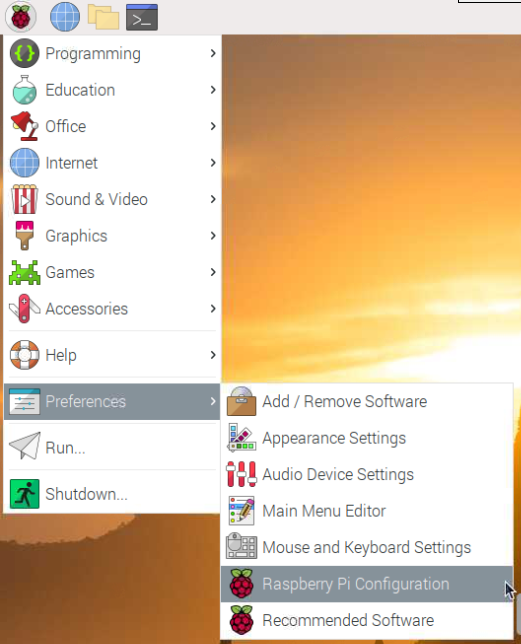 Programming
Education
Office
Internet
Sound & Video
Graphics
Games
Accessories
Help
Preferences
Run...
Shutdown...
Add / Remove Software
Appearance Settings
Audio Device Settings
Main Menu Editor
Mouse and Keyboard Settings
Raspberry Pi Configuration
Recommended Software